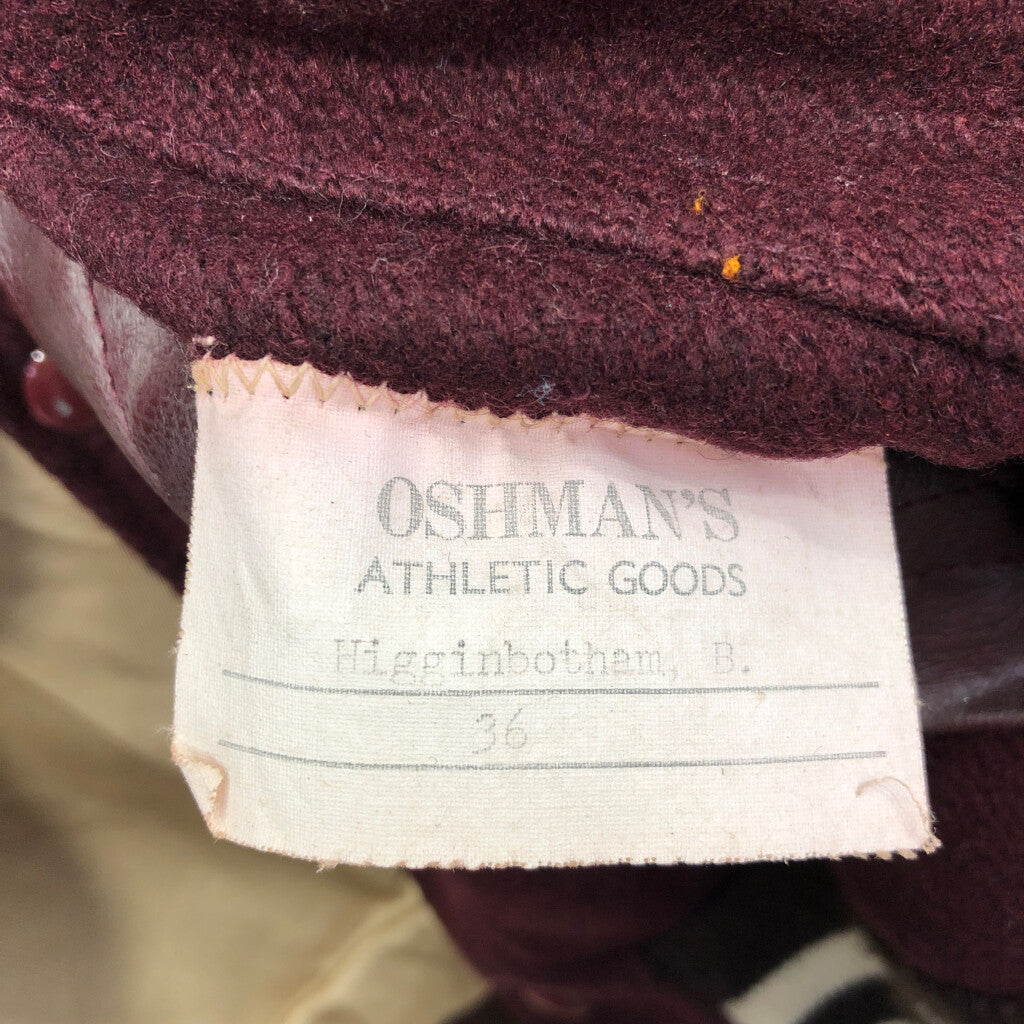 OSHMAN'S
ATHLETIC GOODS
Higginbotham, B.
36